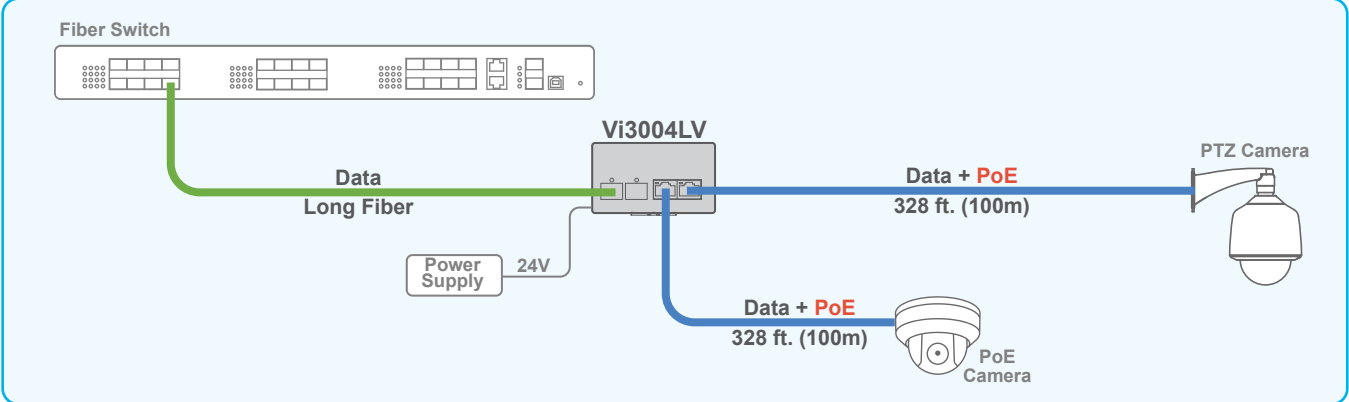 Fiber Switch
Vi3004LV
PTZ Camera
Data
Long Fiber
Data + PoE
328 ft. (100m)
Power
Supply
24V
Data + PoE
328 ft. (100m)
PoE
Camera